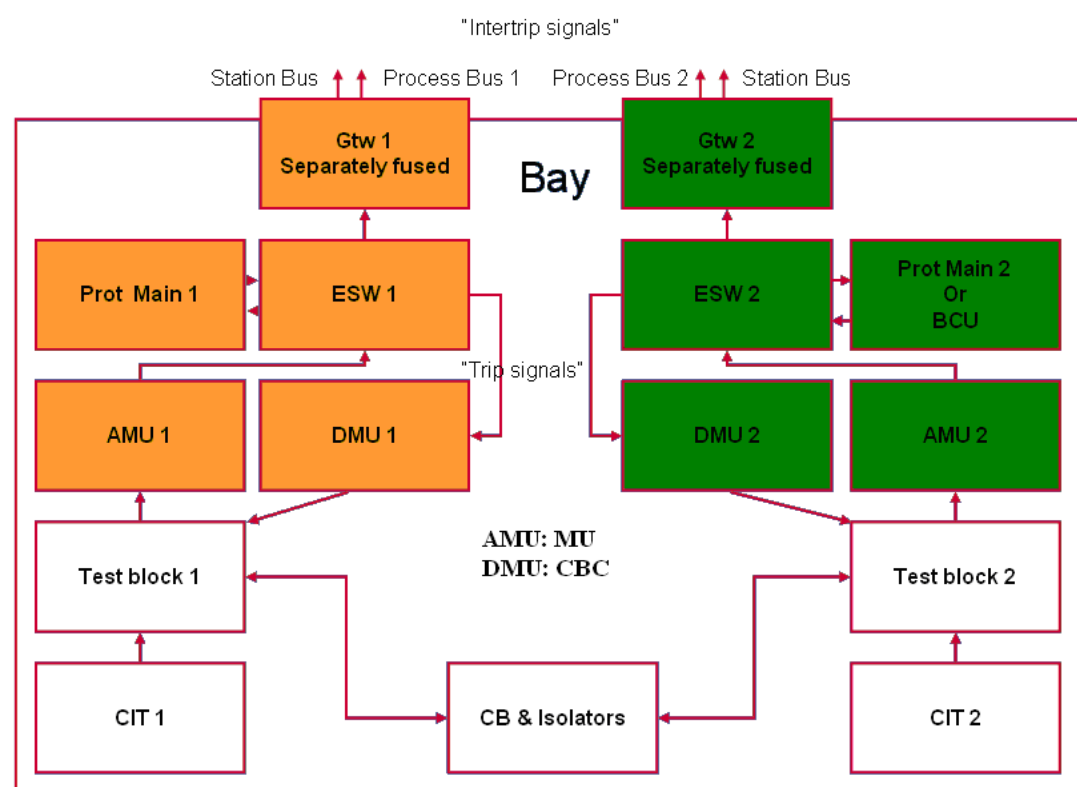 "Intertrip signals"
Station Bus
Process Bus 1
Process Bus 2
Station Bus
Gtw 1
Separately fused
Bay
Gtw 2
Separately fused
Prot Main 1
ESW 1
ESW 2
Prot Main 2
Or
BCU
"Trip signals"
AMU 1
DMU 1
DMU 2
AMU 2
AMU: MU
DMU: CBC
Test block 1
Test block 2
CIT 1
CB & Isolators
CIT 2